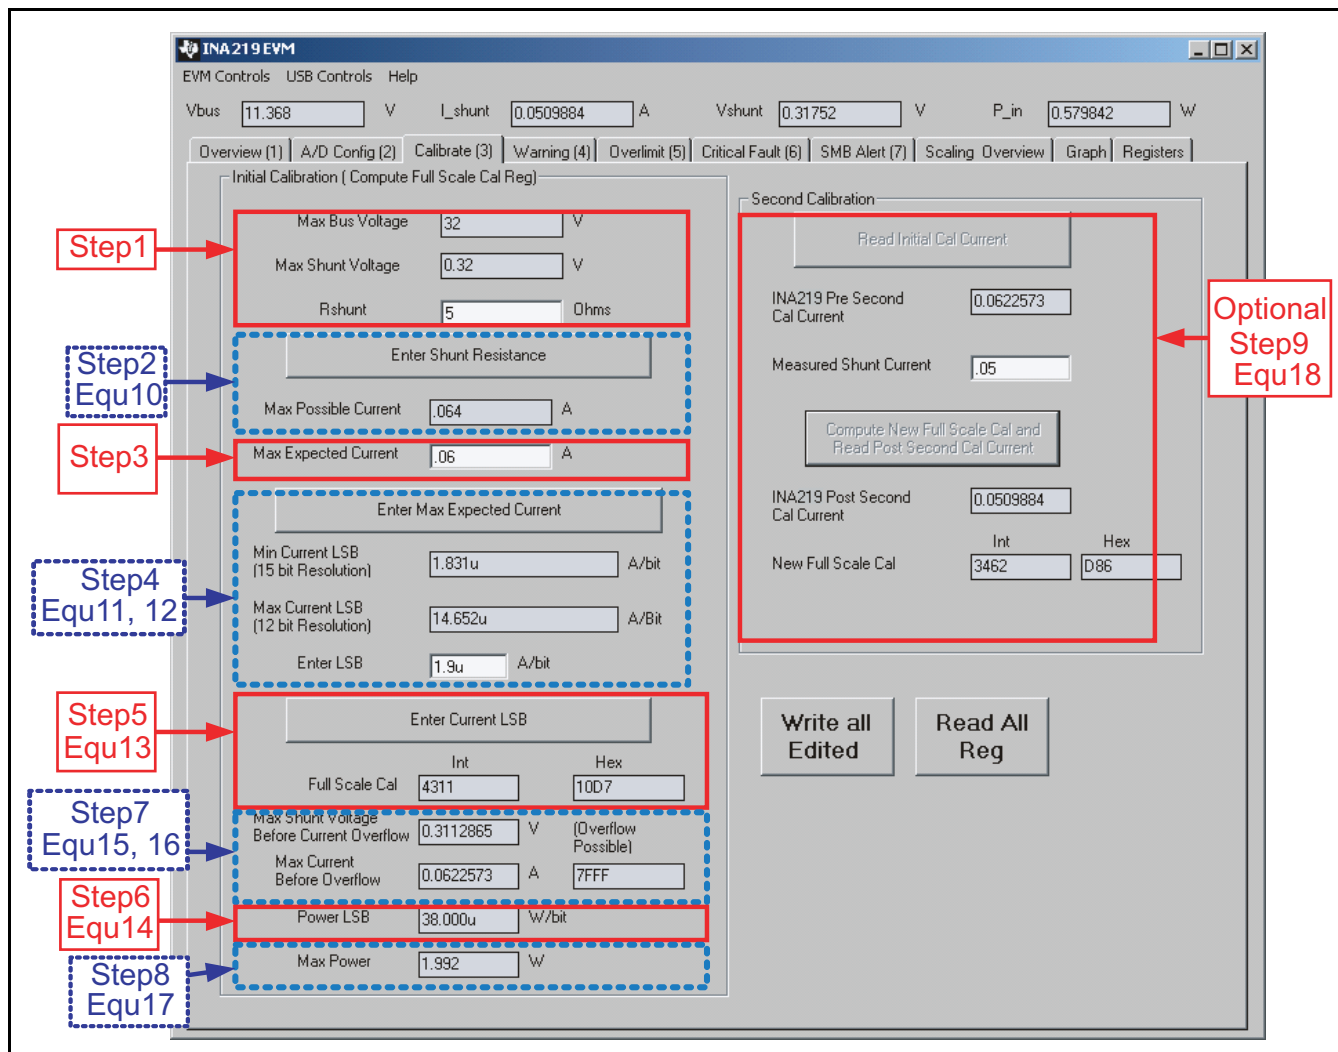 INA219EVM
EVM Controls USB Controls Help
Vbus 11.368 V I_shunt 0.0509884 A Vshunt 0.31752 V P_in 0.579842 W
Overview (1) A/D Config (2) Calibrate (3) Warning (4) Overlimit (5) Critical Fault (6) SMB Alert (7) Scaling Overview Graph Registers
Initial Calibration ( Compute Full Scale Cal Reg)
Step1
Max Bus Voltage 32 V
Max Shunt Voltage 0.32 V
Rshunt 5 Ohms
Step2
Equ10
Enter Shunt Resistance
Max Possible Current .064 A
Step3
Max Expected Current .06 A
Step4
Equ11, 12
Enter Max Expected Current
Min Current LSB
(15 bit Resolution) 1.831u A/bit
Max Current LSB
(12 bit Resolution) 14.652u A/Bit
Enter LSB 1.9u A/bit
Step5
Equ13
Enter Current LSB
Int Hex
Full Scale Cal 4311 10D7
Step7
Equ15, 16
Max Shunt Voltage
Before Current Overflow 0.3112865 V (Overflow
Possible)
Max Current
Before Overflow 0.0622573 A 7FFF
Step6
Equ14
Power LSB 38.000u W/bit
Step8
Equ17
Max Power 1.992 W
Second Calibration
Read Initial Cal Current
INA219 Pre Second
Cal Current 0.0622573
Measured Shunt Current .05
Compute New Full Scale Cal and
Read Post Second Cal Current
INA219 Post Second
Cal Current 0.0509884
Int Hex
New Full Scale Cal 3462 D86
Optional
Step9
Equ18
Write all
Edited
Read All
Reg